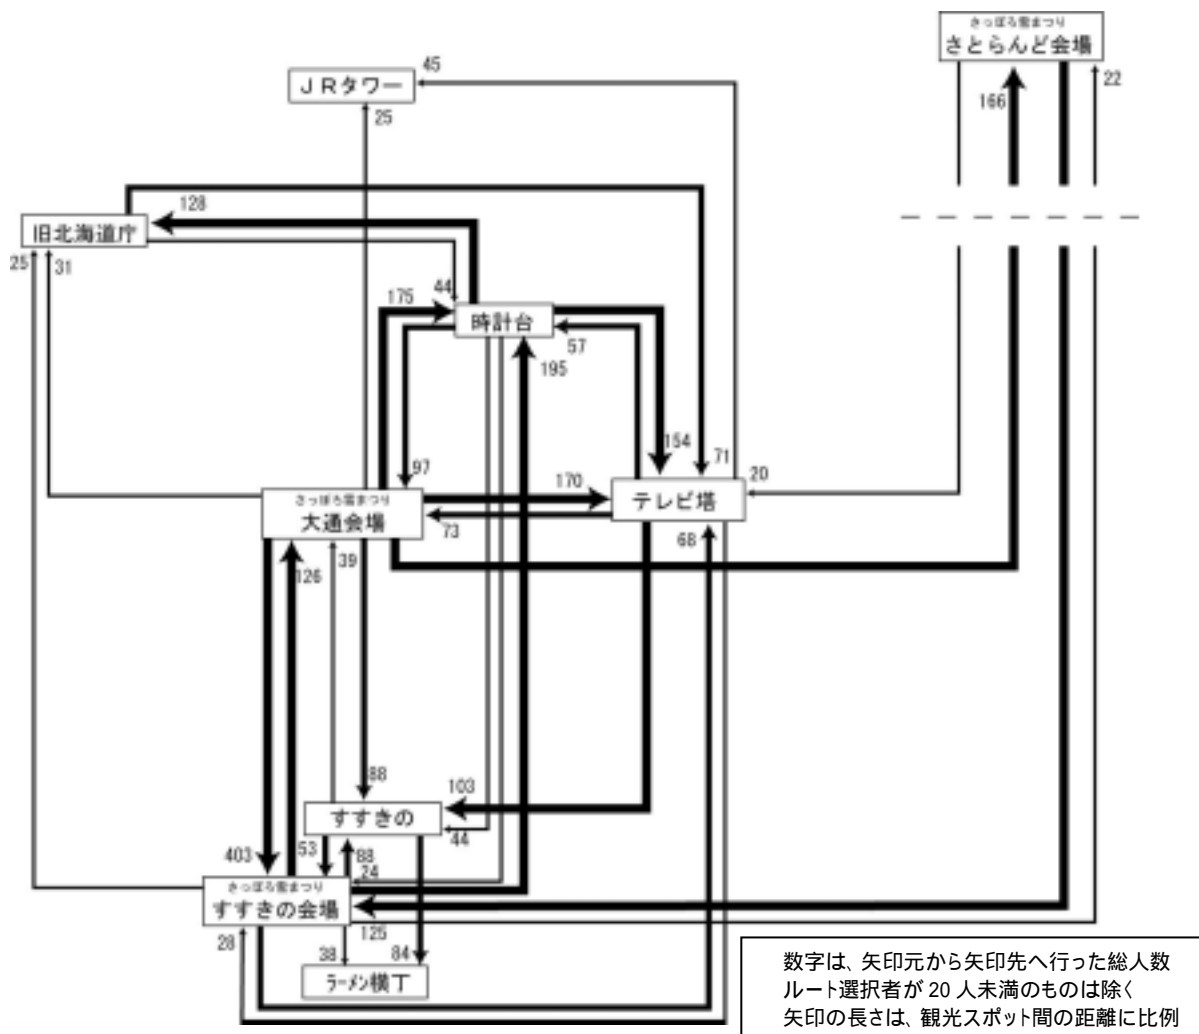 さっぽろ雪まつり
さとらんど会場
45
JRタワー
22
166
25
128
旧北海道庁
25
31
44
175
時計台
57
195
154
71
97
170
20
さっぽろ雪まつり
大通会場
テレビ塔
73
68
39
126
88
103
すすきの
44
403
53
88
24
さっぽろ雪まつり
すすきの会場
125
28
38
84
ラーメン横丁
数字は、矢印元から矢印先へ行った総人数
ルート選択者が20人未満のものは除く
矢印の長さは、観光スポット間の距離に比例